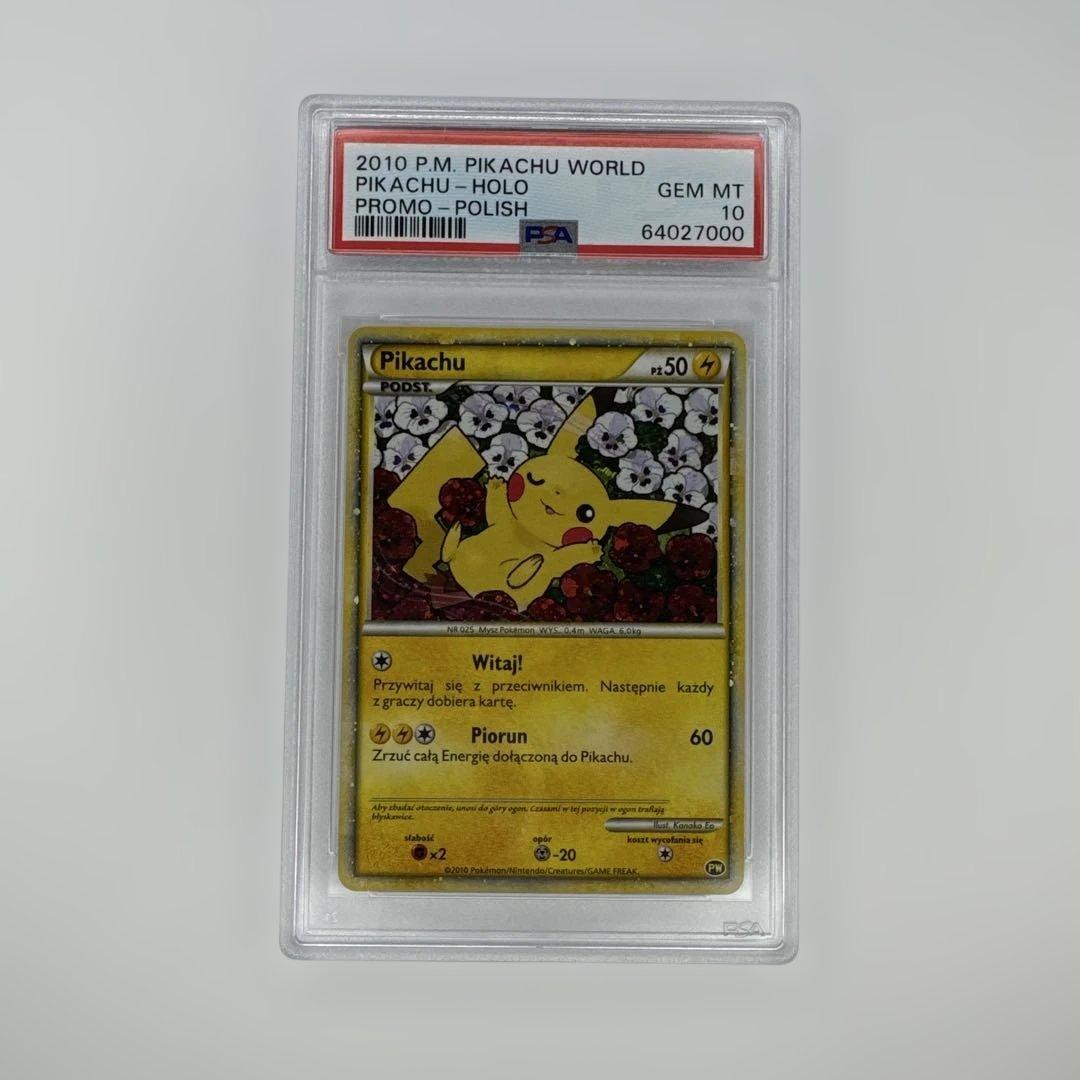 2010 P.M. PIKACHU WORLD
PIKACHU - HOLO GEM MT
PROMO - POLISH 10
PSA 64027000
Pikachu PŻ 50
PODST.
NR 025 Mysz Pokémon WYS.: 0,4m WAGA: 6,0kg
Witaj!
Przywitaj się z przeciwnikiem. Następnie każdy
z graczy dobiera kartę.
Piorun 60
Zrzuć całą Energię dołączoną do Pikachu.
Aby zbadać otoczenie, unosi do góry ogon. Czasami w tej pozycji w ogon trafiają
błyskawice.
Ilust. Kanako Eo
słabość opór koszt wycofania się
x2 -20
©2010 Pokémon/Nintendo/Creatures/GAME FREAK. PW
PSA